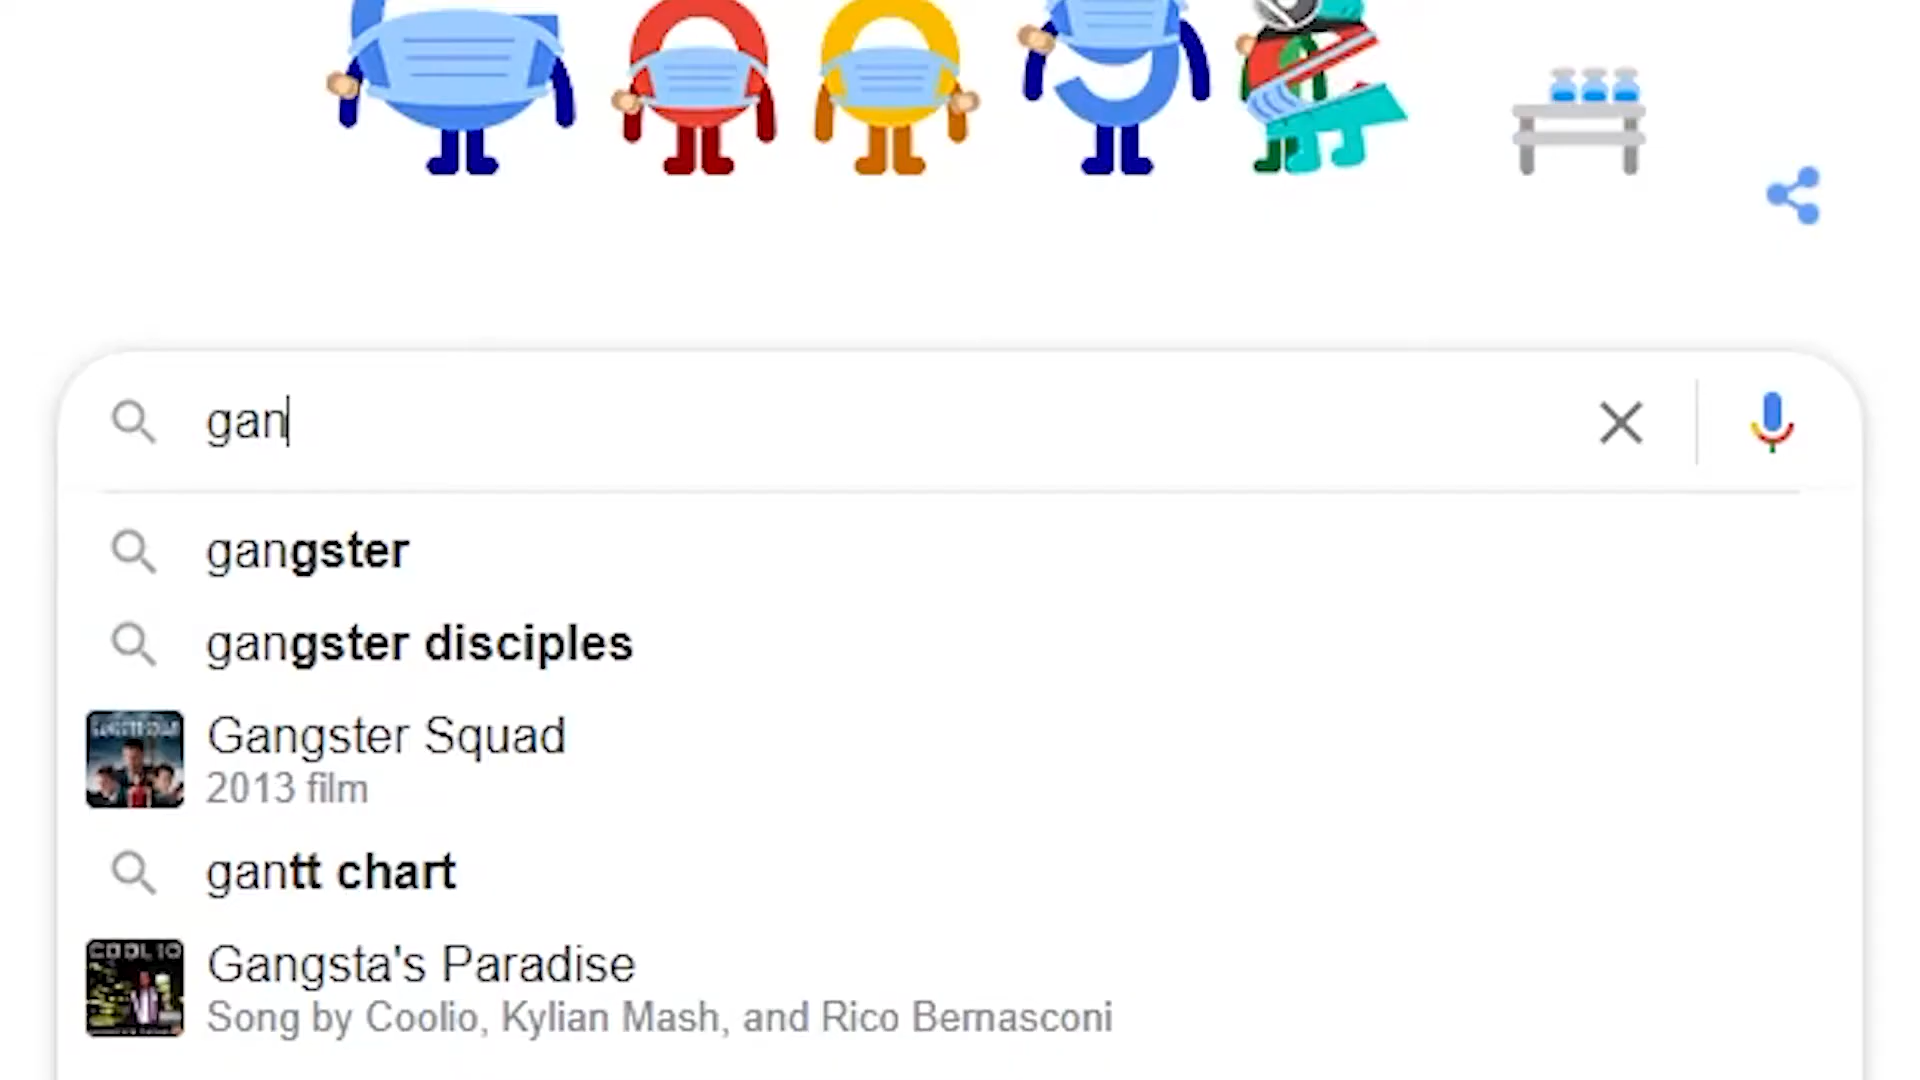 gan
gangster
gangster disciples
Gangster Squad
2013 film
gantt chart
COOLIO
Gangsta's Paradise
Song by Coolio, Kylian Mash, and Rico Bernasconi